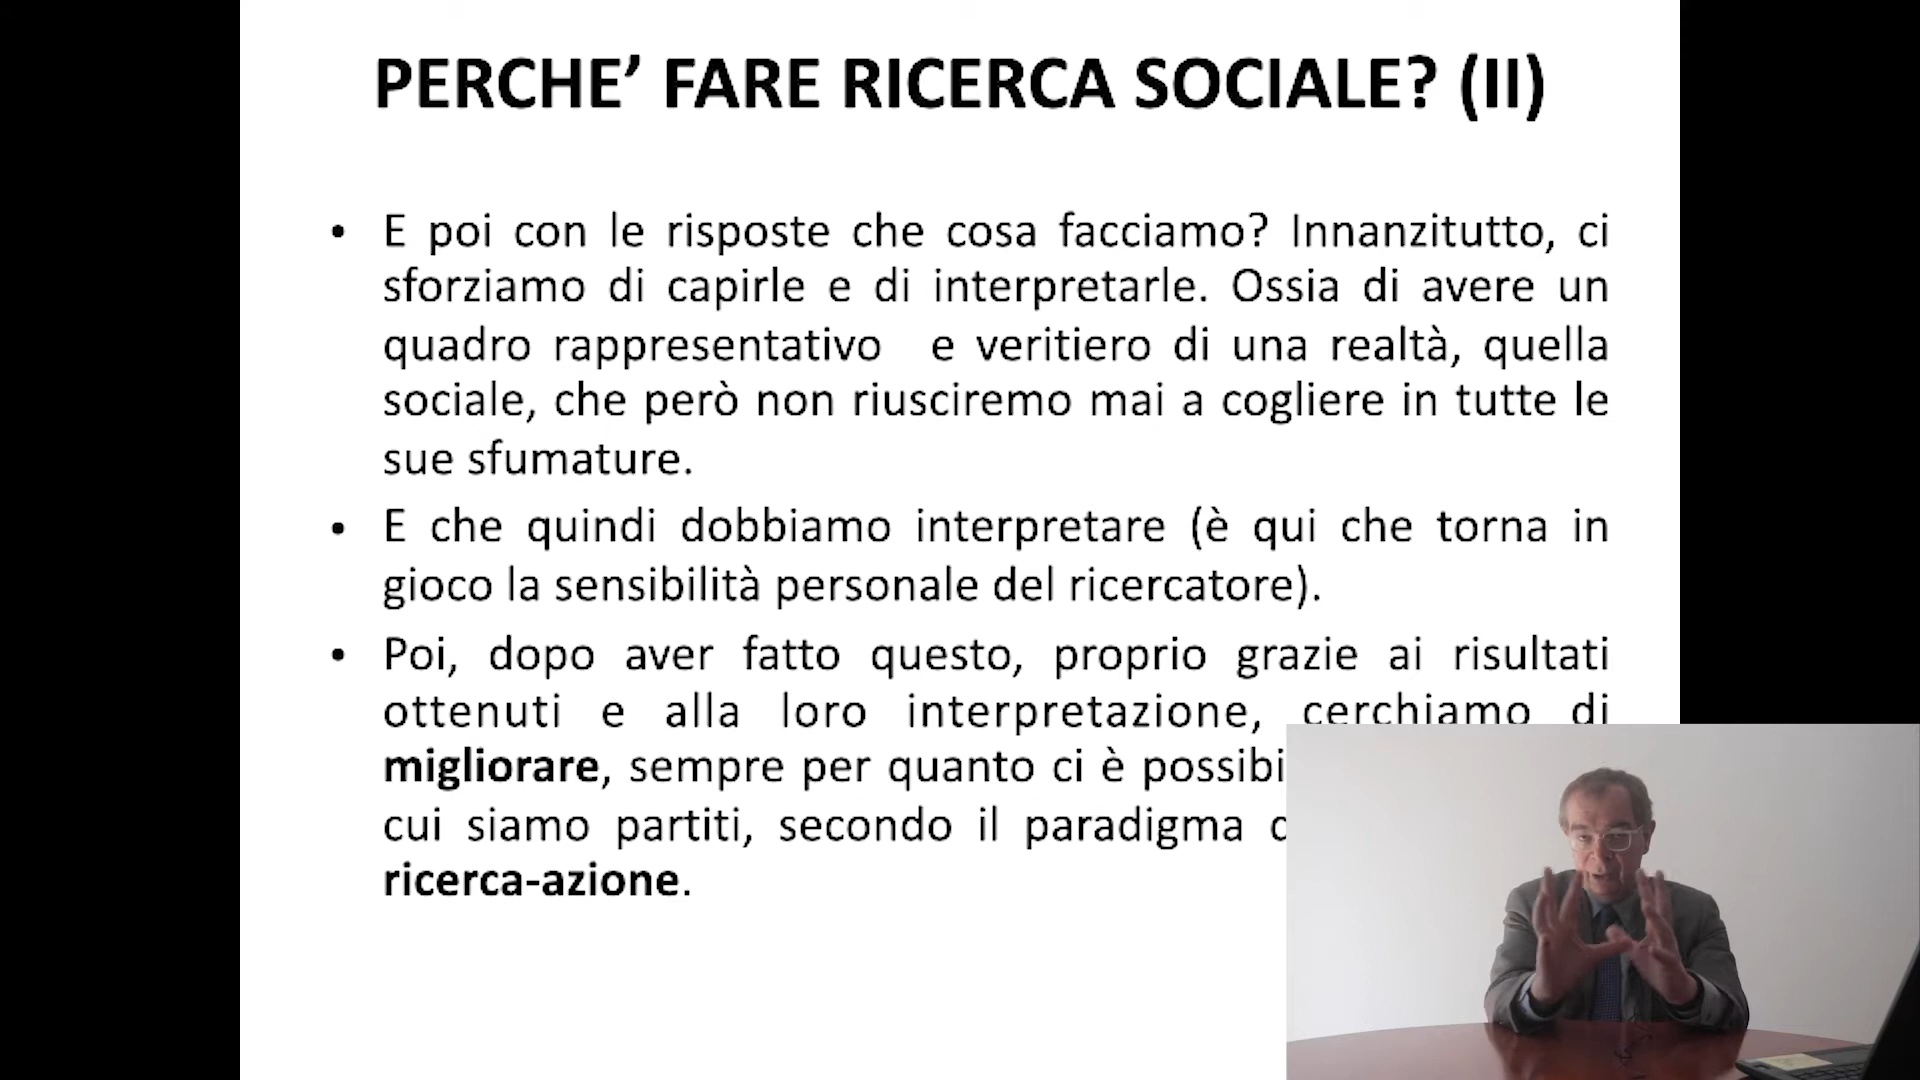 PERCHE’ FARE RICERCA SOCIALE? (II)
• E poi con le risposte che cosa facciamo? Innanzitutto, ci
sforziamo di capirle e di interpretarle. Ossia di avere un
quadro rappresentativo e veritiero di una realtà, quella
sociale, che però non riusciremo mai a cogliere in tutte le
sue sfumature.
• E che quindi dobbiamo interpretare (è qui che torna in
gioco la sensibilità personale del ricercatore).
• Poi, dopo aver fatto questo, proprio grazie ai risultati
ottenuti e alla loro interpretazione, cerchiamo di
migliorare, sempre per quanto ci è
cui siamo partiti, secondo il paradigma
ricerca-azione.